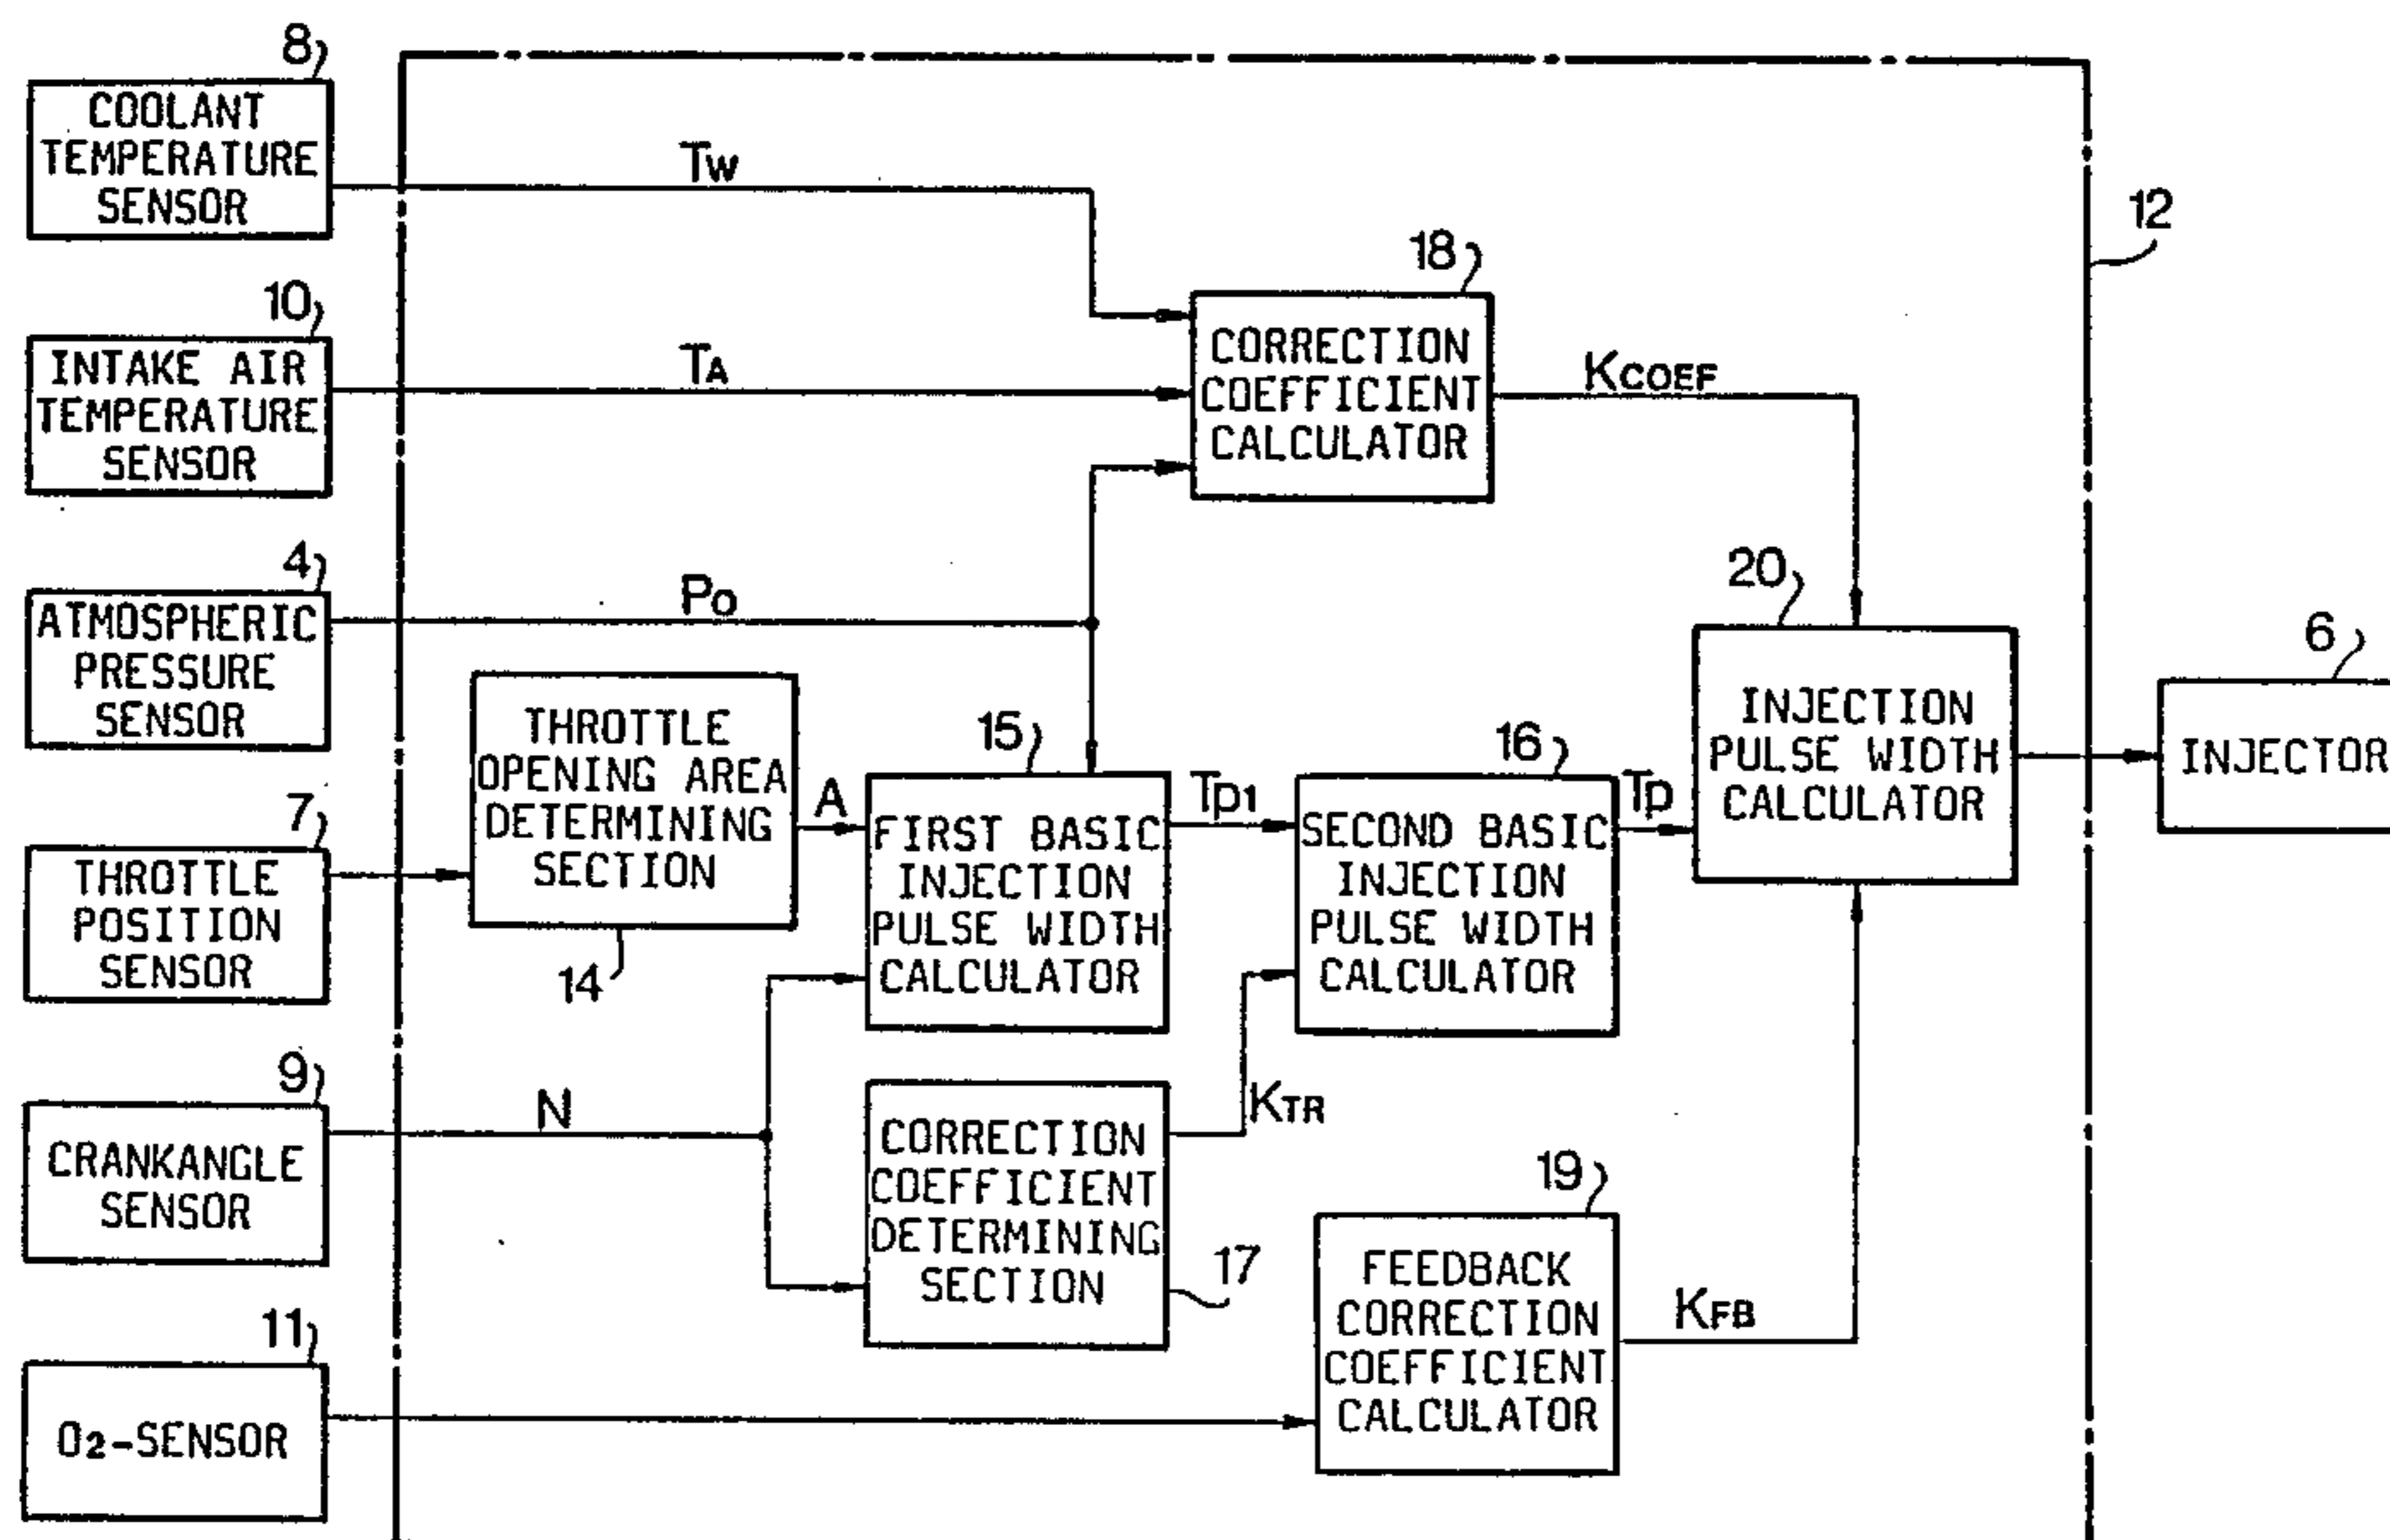 8
COOLANT
TEMPERATURE
SENSOR
Tw
12
18
10
INTAKE AIR
TEMPERATURE
SENSOR
TA
CORRECTION
COEFFICIENT
CALCULATOR
KCOEF
4
ATMOSPHERIC
PRESSURE
SENSOR
Po
20
INJECTION
PULSE WIDTH
CALCULATOR
6
INJECTOR
THROTTLE
OPENING AREA
DETERMINING
SECTION
14
A
15
FIRST BASIC
INJECTION
PULSE WIDTH
CALCULATOR
Tp1
16
SECOND BASIC
INJECTION
PULSE WIDTH
CALCULATOR
Tp
7
THROTTLE
POSITION
SENSOR
9
CRANKANGLE
SENSOR
N
CORRECTION
COEFFICIENT
DETERMINING
SECTION
17
KTR
19
FEEDBACK
CORRECTION
COEFFICIENT
CALCULATOR
KFB
11
O2-SENSOR